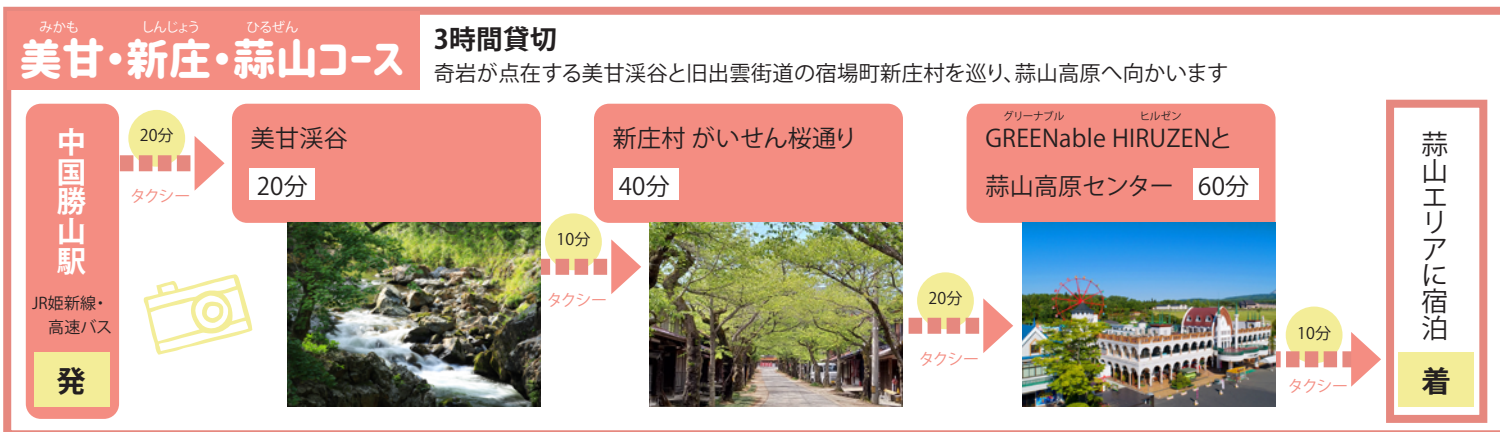 みかも しんじょう ひるぜん
美甘・新庄・蒜山コース
3時間貸切
奇岩が点在する美甘渓谷と旧出雲街道の宿場町新庄村を巡り、蒜山高原へ向かいます
中国勝山駅
JR姫新線・
高速バス
発
20分
タクシー
美甘渓谷
20分
10分
タクシー
新庄村 がいせん桜通り
40分
20分
タクシー
グリーナブル ヒルゼン
GREENable HIRUZENと
蒜山高原センター 60分
10分
タクシー
蒜山エリアに宿泊
着